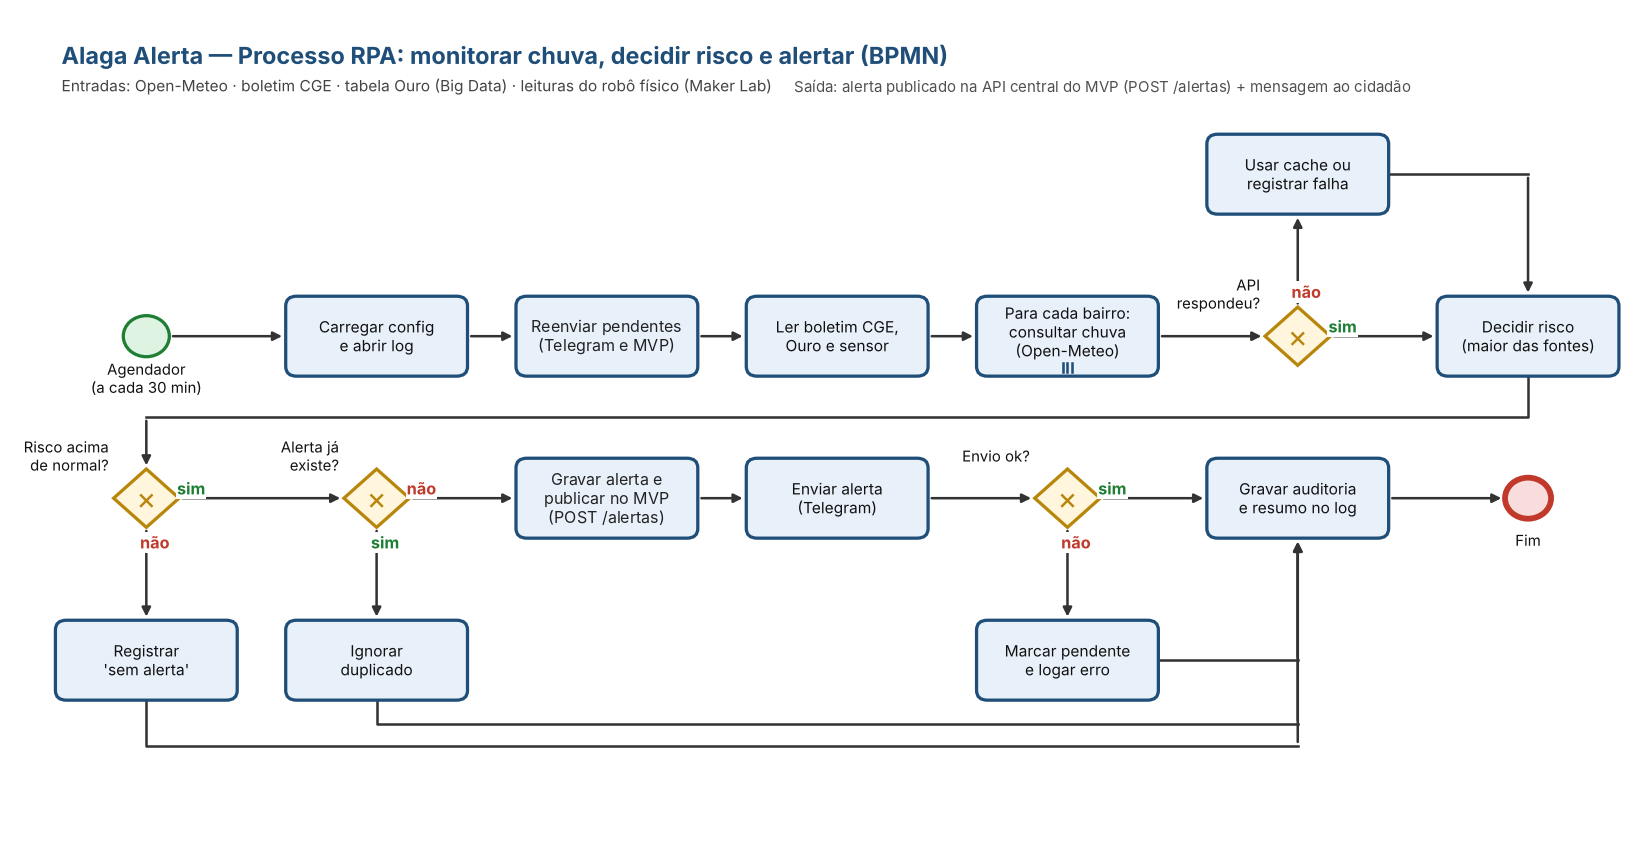 Alaga Alerta — Processo RPA: monitorar chuva, decidir risco e alertar (BPMN)
Entradas: Open-Meteo · boletim CGE · tabela Ouro (Big Data) · leituras do robô físico (Maker Lab)
Saída: alerta publicado na API central do MVP (POST /alertas) + mensagem ao cidadão
Usar cache ou
registrar falha
Agendador
(a cada 30 min)
Carregar config
e abrir log
Reenviar pendentes
(Telegram e MVP)
Ler boletim CGE,
Ouro e sensor
Para cada bairro:
consultar chuva
(Open-Meteo)
API
respondeu?
não
sim
Decidir risco
(maior das fontes)
Risco acima
de normal?
sim
não
Alerta já
existe?
não
sim
Gravar alerta e
publicar no MVP
(POST /alertas)
Enviar alerta
(Telegram)
Envio ok?
sim
não
Gravar auditoria
e resumo no log
Fim
Registrar
'sem alerta'
Ignorar
duplicado
Marcar pendente
e logar erro